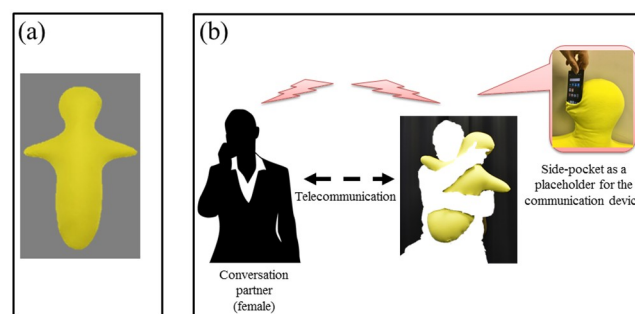 (a)
(b)
Side-pocket as a
placeholder for the
communication devic
Telecommunication
Conversation
partner
(female)